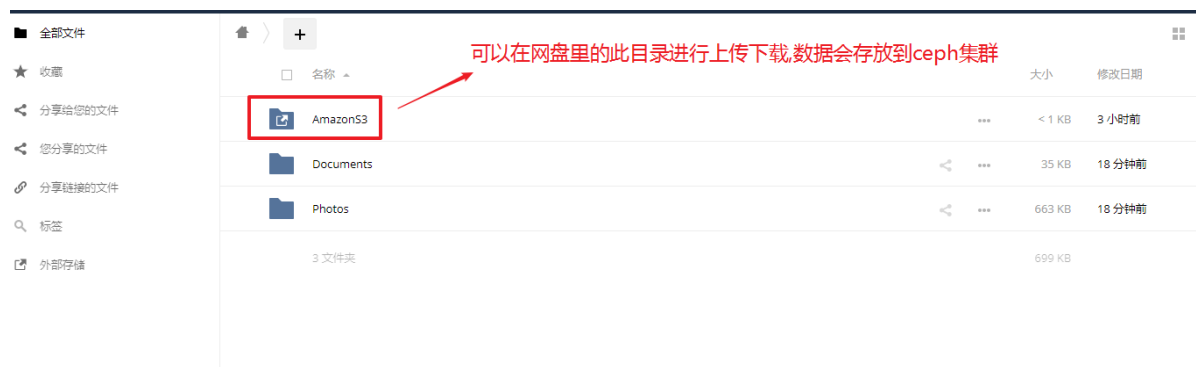 全部文件
收藏
分享给您的文件
您分享的文件
分享链接的文件
标签
外部存储
+
可以在网盘里的此目录进行上传下载,数据会存放到ceph集群
名称 大小 修改日期
AmazonS3 ••• < 1 KB 3 小时前
Documents ••• 35 KB 18 分钟前
Photos ••• 663 KB 18 分钟前
3 文件夹 699 KB